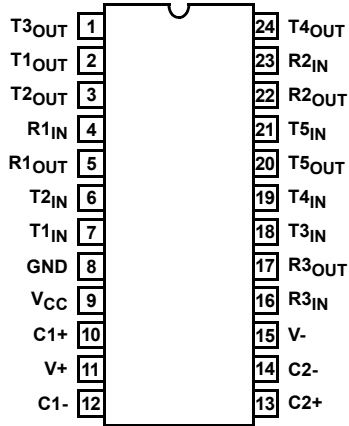 T3OUT 1 24 T4OUT
T1OUT 2 23 R2IN
T2OUT 3 22 R2OUT
R1IN 4 21 T5IN
R1OUT 5 20 T5OUT
T2IN 6 19 T4IN
T1IN 7 18 T3IN
GND 8 17 R3OUT
VCC 9 16 R3IN
C1+ 10 15 V-
V+ 11 14 C2-
C1- 12 13 C2+